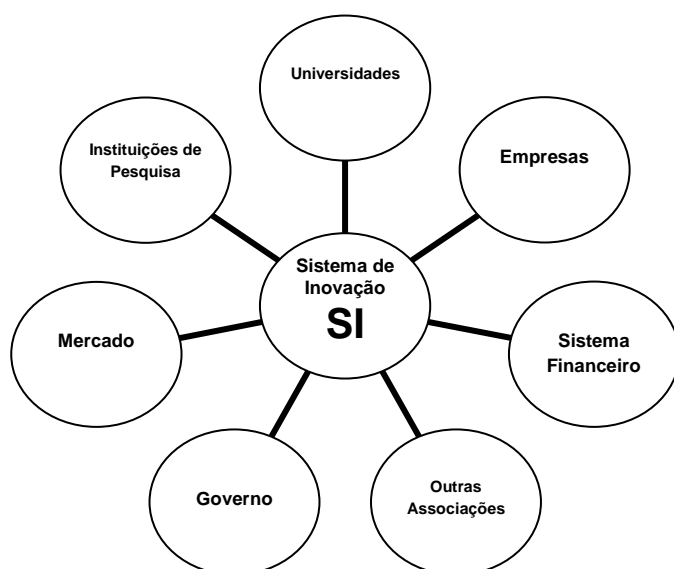 Universidades
Instituições de
Pesquisa
Empresas
Sistema de
Inovação
SI
Mercado
Sistema
Financeiro
Governo
Outras
Associações